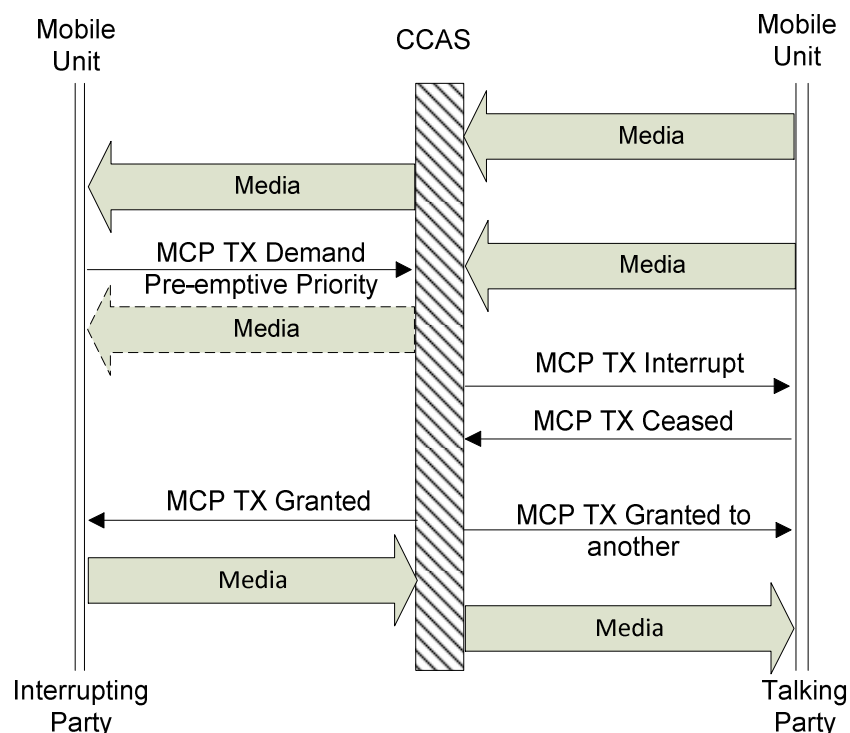 Mobile
Unit
CCAS
Mobile
Unit
Media
Media
MCP TX Demand
Pre-emptive Priority
Media
Media
MCP TX Interrupt
MCP TX Ceased
MCP TX Granted
MCP TX Granted to
another
Media
Media
Interrupting
Party
Talking
Party